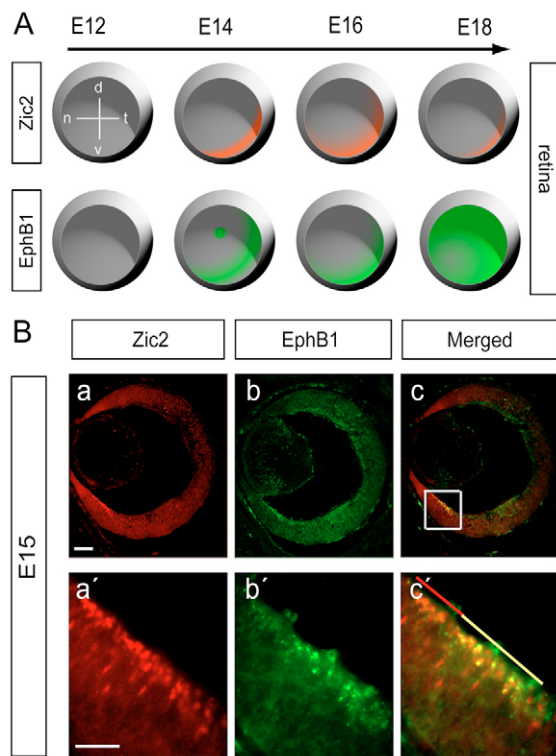 A
E12 E14 E16 E18
Zic2
d
n t
v
retina
EphB1
B
Zic2 EphB1 Merged
E15
a b c
a´ b´ c´